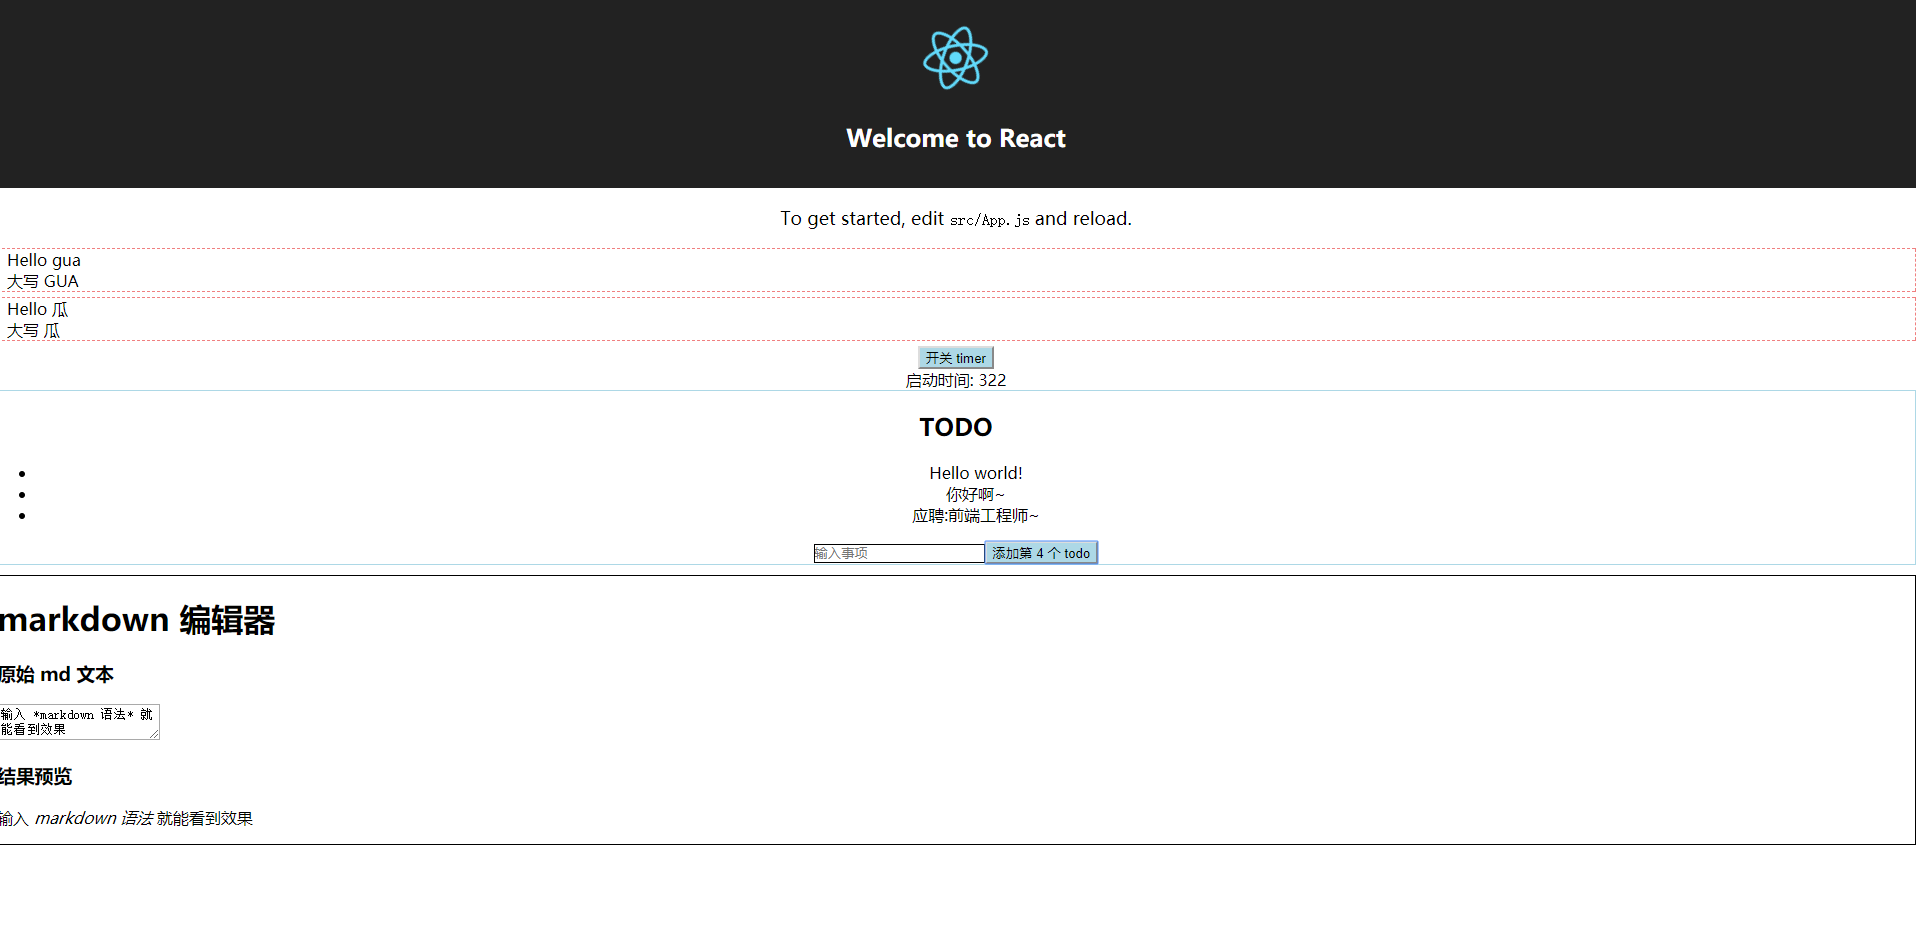 Welcome to React
To get started, edit src/App.js and reload.
Hello gua
大写 GUA
Hello 瓜
大写 瓜
开关 timer
启动时间: 322
TODO
Hello world!
你好啊~
应聘:前端工程师~
输入事项 添加第 4 个 todo
markdown 编辑器
原始 md 文本
输入 *markdown 语法* 就
能看到效果
结果预览
输入 markdown 语法 就能看到效果